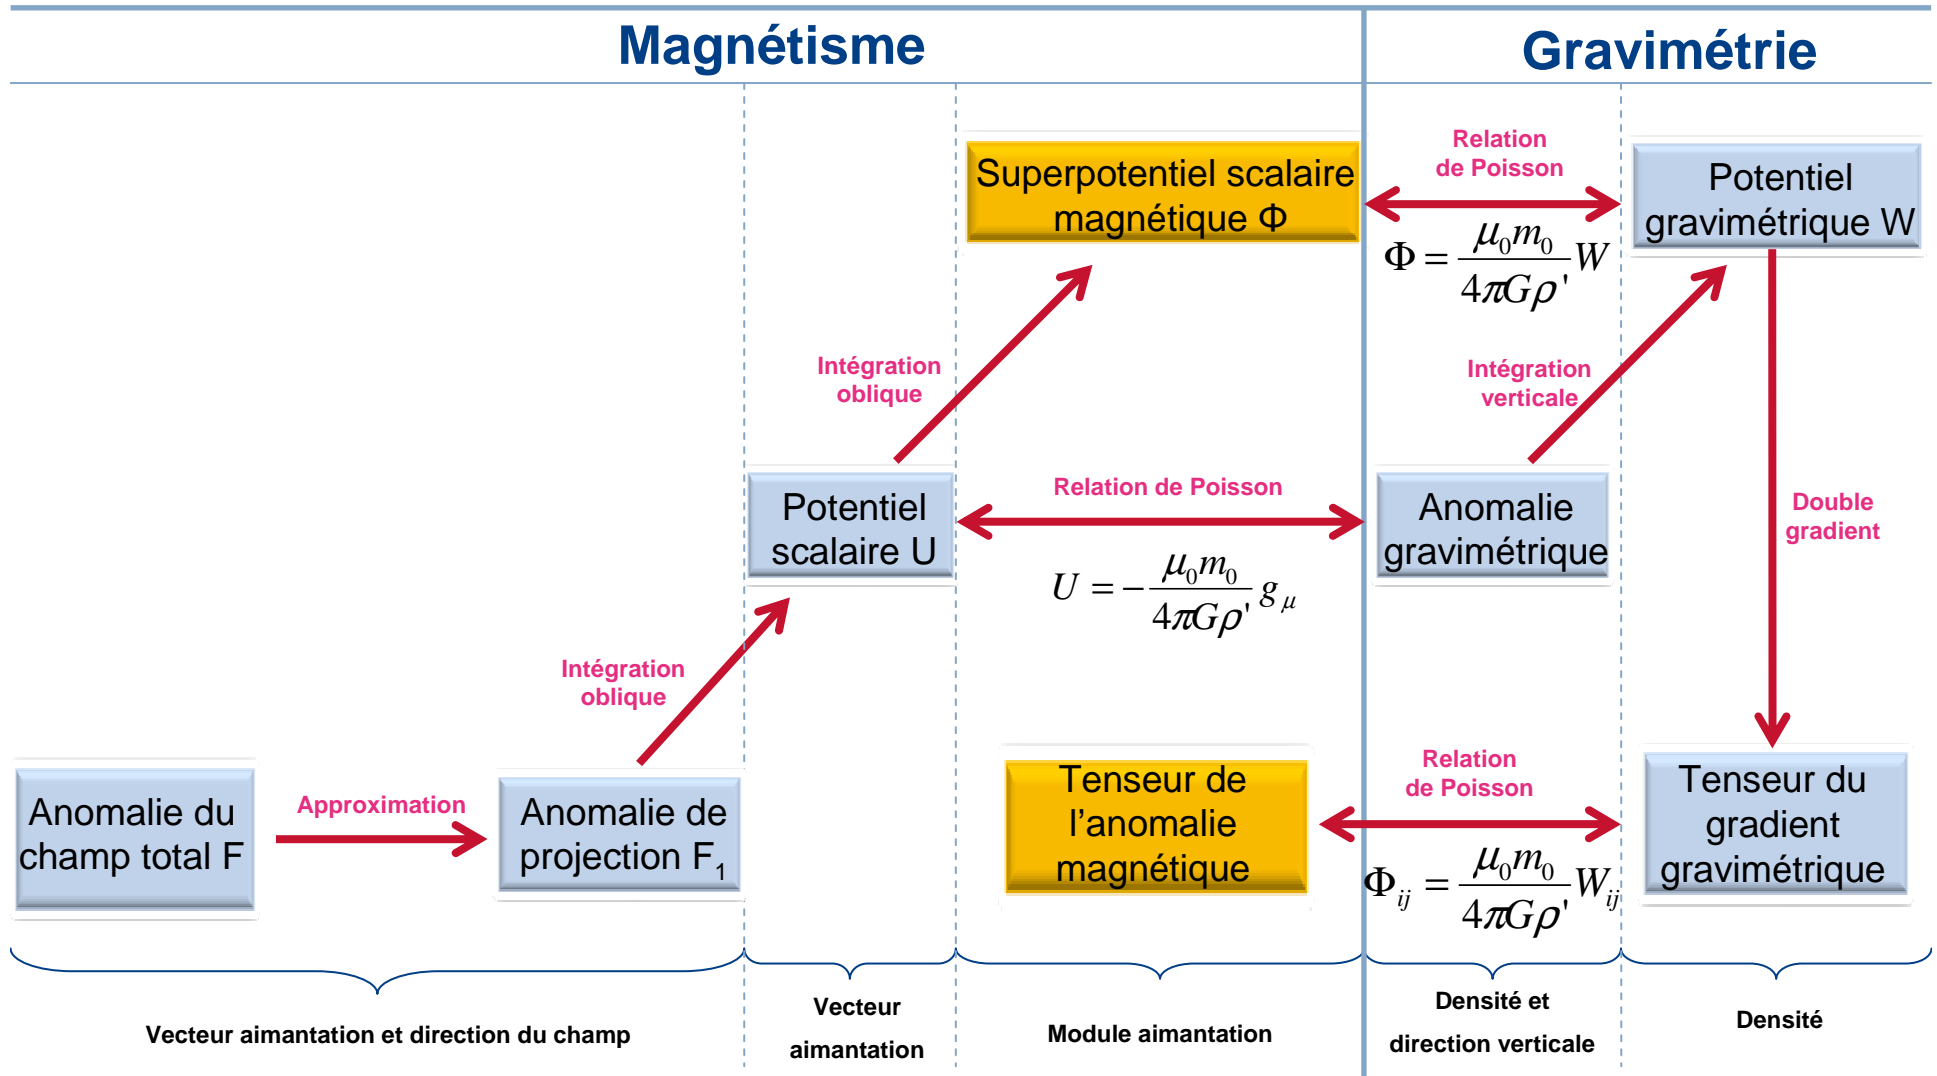 Magnétisme
Gravimétrie
Superpotentiel scalaire
magnétique Φ
Relation
de Poisson
Φ = μ₀m₀ / 4πGρ' W
Potentiel
gravimétrique W
Intégration
oblique
Intégration
verticale
Potentiel
scalaire U
Relation de Poisson
U = − μ₀m₀ / 4πGρ' g_μ
Anomalie
gravimétrique
Double
gradient
Intégration
oblique
Anomalie du
champ total F
Approximation
Anomalie de
projection F₁
Tenseur de
l'anomalie
magnétique
Relation
de Poisson
Φ_ij = μ₀m₀ / 4πGρ' W_ij
Tenseur du
gradient
gravimétrique
Vecteur aimantation et direction du champ
Vecteur
aimantation
Module aimantation
Densité et
direction verticale
Densité